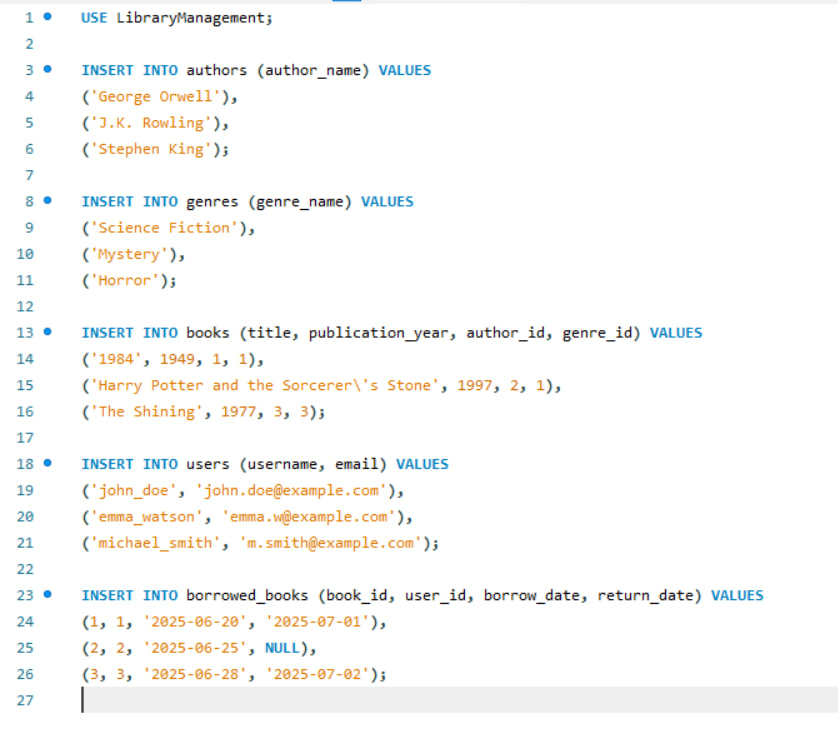 1 USE LibraryManagement;
2
3 INSERT INTO authors (author_name) VALUES
4 ('George Orwell'),
5 ('J.K. Rowling'),
6 ('Stephen King');
7
8 INSERT INTO genres (genre_name) VALUES
9 ('Science Fiction'),
10 ('Mystery'),
11 ('Horror');
12
13 INSERT INTO books (title, publication_year, author_id, genre_id) VALUES
14 ('1984', 1949, 1, 1),
15 ('Harry Potter and the Sorcerer\'s Stone', 1997, 2, 1),
16 ('The Shining', 1977, 3, 3);
17
18 INSERT INTO users (username, email) VALUES
19 ('john_doe', 'john.doe@example.com'),
20 ('emma_watson', 'emma.w@example.com'),
21 ('michael_smith', 'm.smith@example.com');
22
23 INSERT INTO borrowed_books (book_id, user_id, borrow_date, return_date) VALUES
24 (1, 1, '2025-06-20', '2025-07-01'),
25 (2, 2, '2025-06-25', NULL),
26 (3, 3, '2025-06-28', '2025-07-02');
27